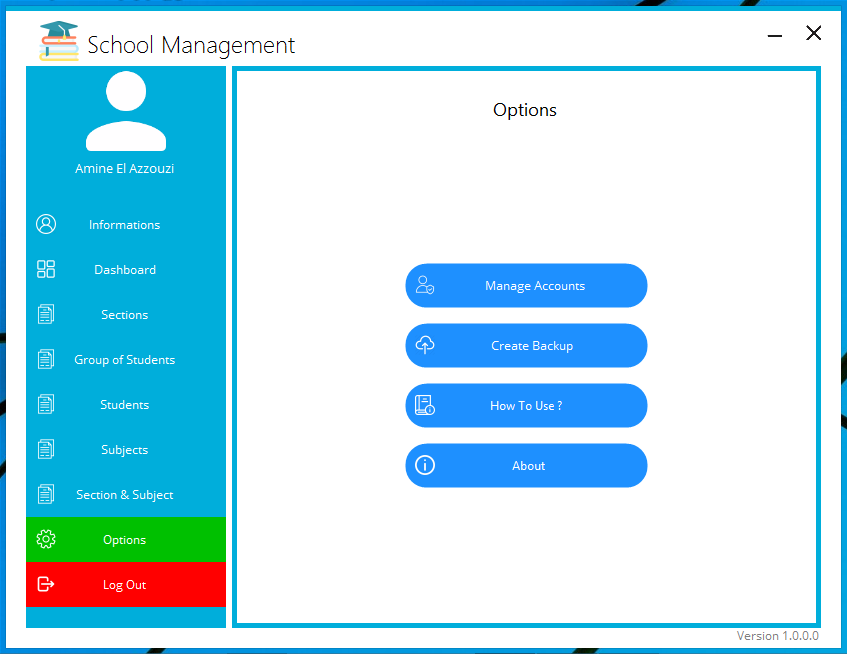 School Management
Amine El Azzouzi
Informations
Dashboard
Sections
Group of Students
Students
Subjects
Section & Subject
Options
Log Out
Options
Manage Accounts
Create Backup
How To Use ?
About
Version 1.0.0.0